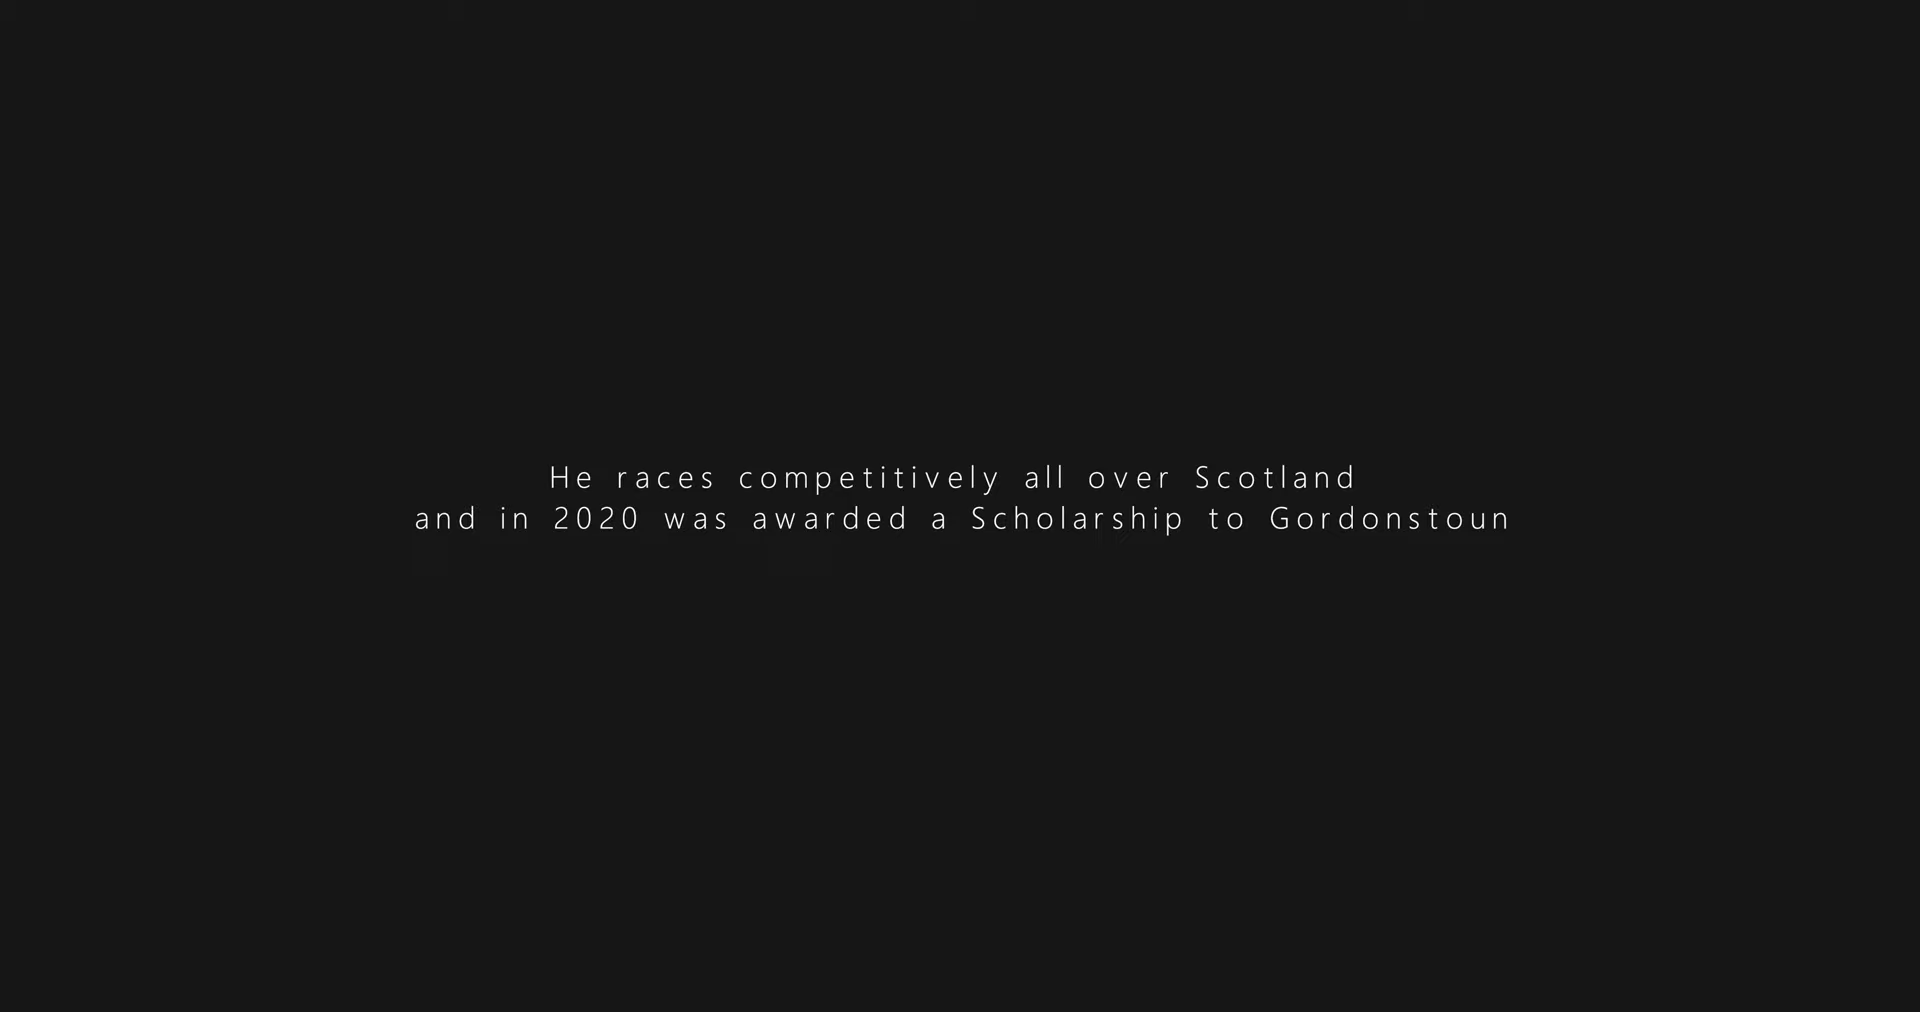 He races competitively all over Scotland
and in 2020 was awarded a Scholarship to Gordonstoun